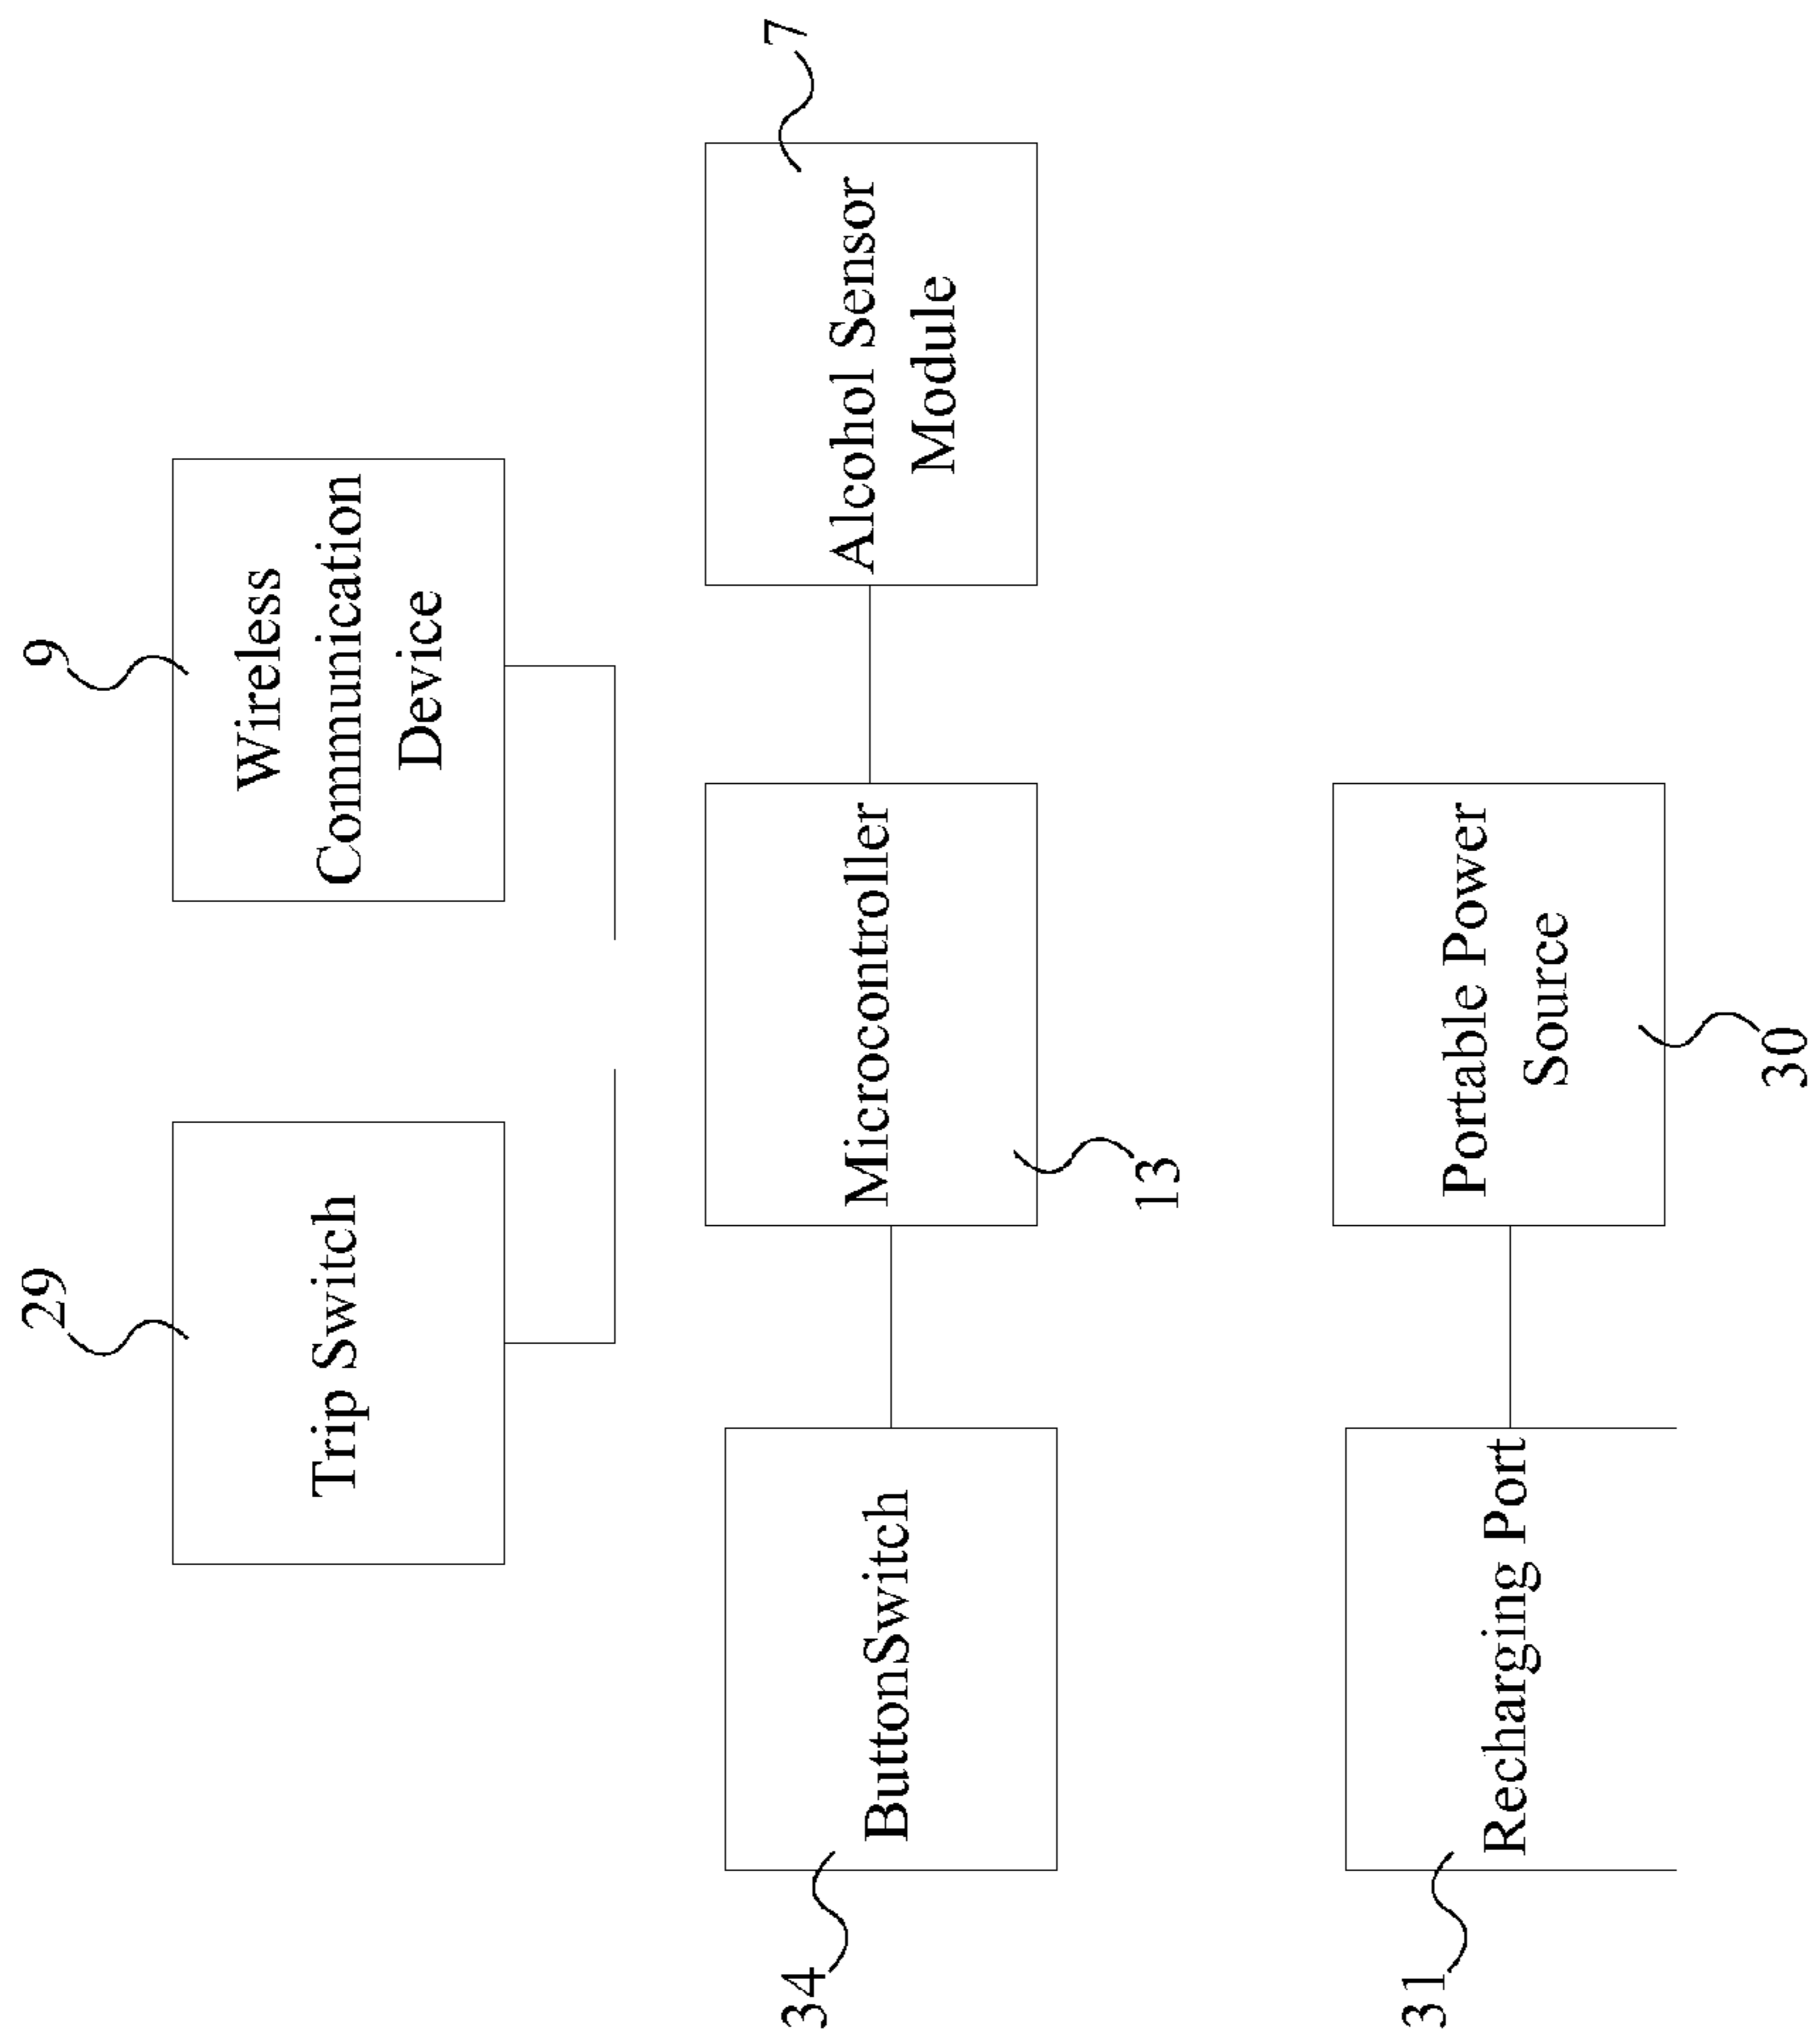 29
Trip Switch
9
Wireless
Communication
Device
34
ButtonSwitch
Microcontroller
13
7
Alcohol Sensor
Module
31
Recharging Port
Portable Power
Source
30